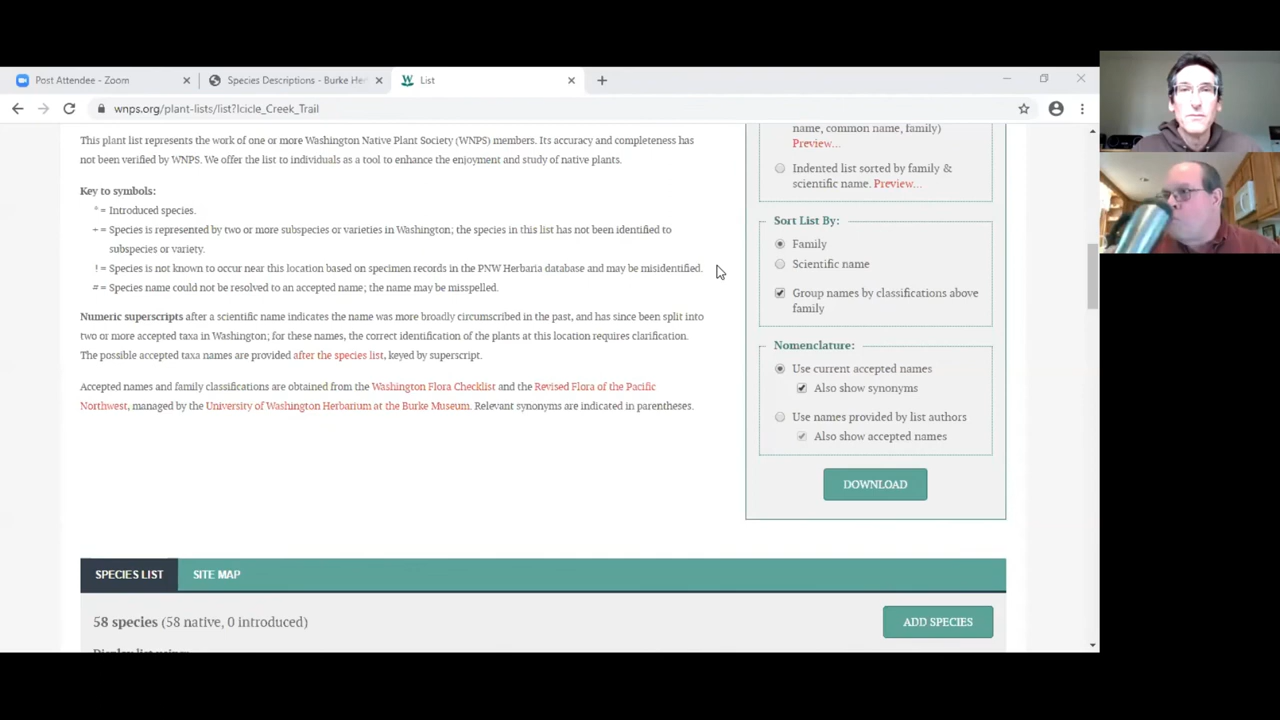 Post Attendee - Zoom
Species Descriptions - Burke Her
List
wnps.org/plant-lists/list?Icicle_Creek_Trail
This plant list represents the work of one or more Washington Native Plant Society (WNPS) members. Its accuracy and completeness has
not been verified by WNPS. We offer the list to individuals as a tool to enhance the enjoyment and study of native plants.
Key to symbols:
* = Introduced species.
+ = Species is represented by two or more subspecies or varieties in Washington; the species in this list has not been identified to
subspecies or variety.
! = Species is not known to occur near this location based on specimen records in the PNW Herbaria database and may be misidentified.
# = Species name could not be resolved to an accepted name; the name may be misspelled.
Numeric superscripts after a scientific name indicates the name was more broadly circumscribed in the past, and has since been split into
two or more accepted taxa in Washington; for these names, the correct identification of the plants at this location requires clarification.
The possible accepted taxa names are provided after the species list, keyed by superscript.
Accepted names and family classifications are obtained from the Washington Flora Checklist and the Revised Flora of the Pacific
Northwest, managed by the University of Washington Herbarium at the Burke Museum. Relevant synonyms are indicated in parentheses.
name, common name, family)
Preview...
Indented list sorted by family &
scientific name. Preview...
Sort List By:
Family
Scientific name
Group names by classifications above
family
Nomenclature:
Use current accepted names
Also show synonyms
Use names provided by list authors
Also show accepted names
DOWNLOAD
SPECIES LIST
SITE MAP
58 species (58 native, 0 introduced)
ADD SPECIES